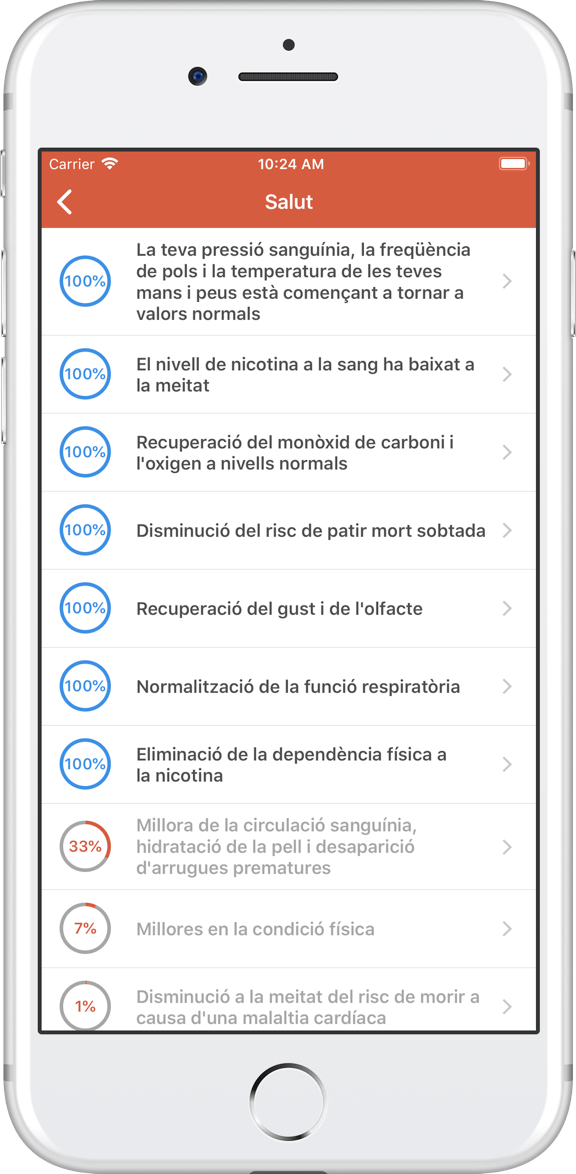 Carrier
10:24 AM
Salut
100%
La teva pressió sanguínia, la freqüència
de pols i la temperatura de les teves
mans i peus està començant a tornar a
valors normals
100%
El nivell de nicotina a la sang ha baixat a
la meitat
100%
Recuperació del monòxid de carboni i
l'oxigen a nivells normals
100%
Disminució del risc de patir mort sobtada
100%
Recuperació del gust i de l'olfacte
100%
Normalització de la funció respiratòria
100%
Eliminació de la dependència física a
la nicotina
33%
Millora de la circulació sanguínia,
hidratació de la pell i desaparició
d'arrugues prematures
7%
Millores en la condició física
1%
Disminució a la meitat del risc de morir a
causa d'una malaltia cardíaca